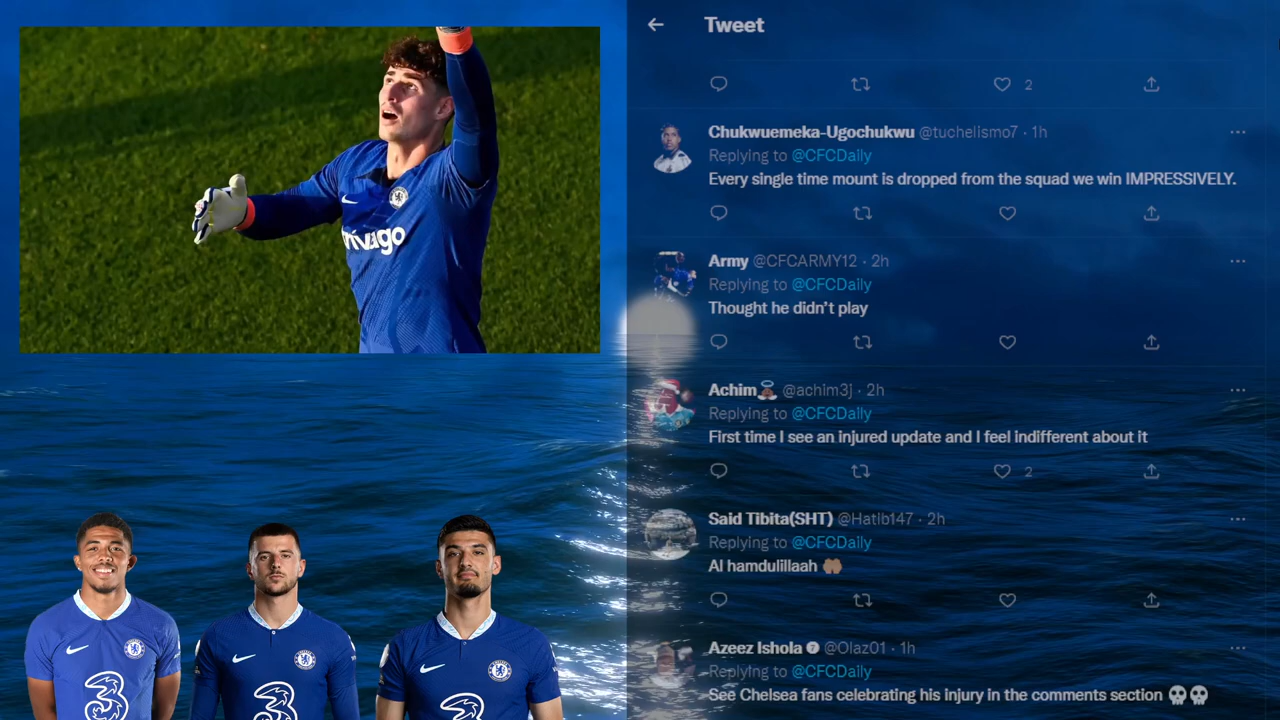 Tweet
2
Chukwuemeka-Ugochukwu @tuchelismo7 · 1h
Replying to @CFCDaily
Every single time mount is dropped from the squad we win IMPRESSIVELY.
Army @CFCARMY12 · 2h
Replying to @CFCDaily
Thought he didn't play
Achim @achim3j · 2h
Replying to @CFCDaily
First time I see an injured update and I feel indifferent about it
2
Said Tibita(SHT) @Hatib147 · 2h
Replying to @CFCDaily
Al hamdulillaah 🤲🏽
Azeez Ishola @Olaz01 · 1h
Replying to @CFCDaily
See Chelsea fans celebrating his injury in the comments section 💀💀
trivago
3
3
3